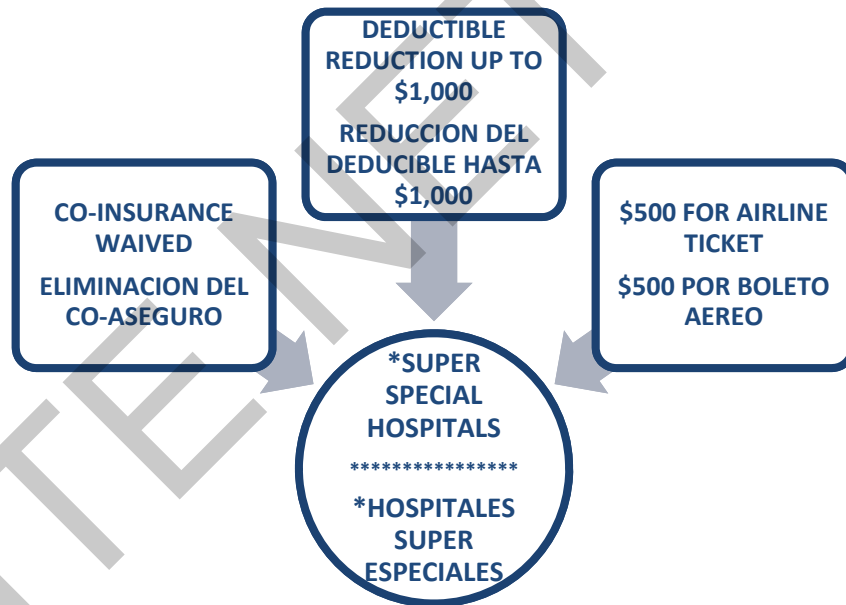 DEDUCTIBLE
REDUCTION UP TO
$1,000
REDUCCION DEL
DEDUCIBLE HASTA
$1,000
CO-INSURANCE
WAIVED
ELIMINACION DEL
CO-ASEGURO
$500 FOR AIRLINE
TICKET
$500 POR BOLETO
AEREO
*SUPER
SPECIAL
HOSPITALS
****************
*HOSPITALES
SUPER
ESPECIALES